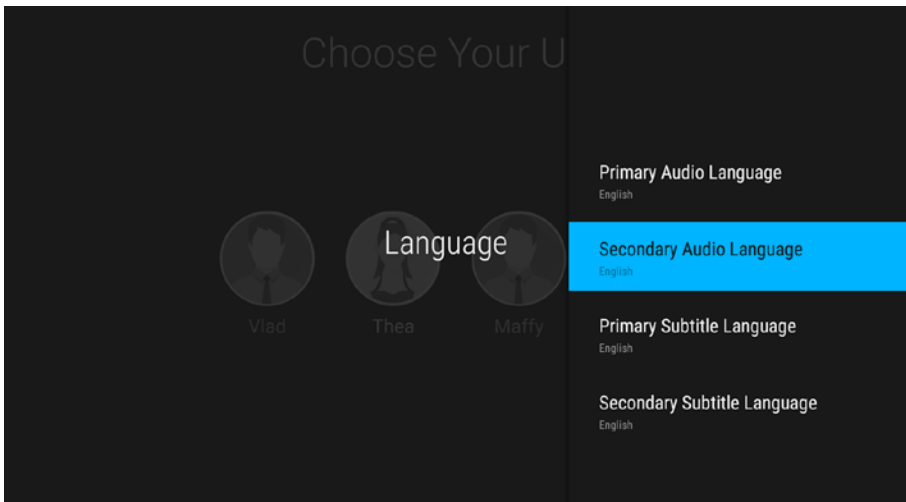 Choose Your U
Language
Vlad
Thea
Maffy
Primary Audio Language
English
Secondary Audio Language
English
Primary Subtitle Language
English
Secondary Subtitle Language
English